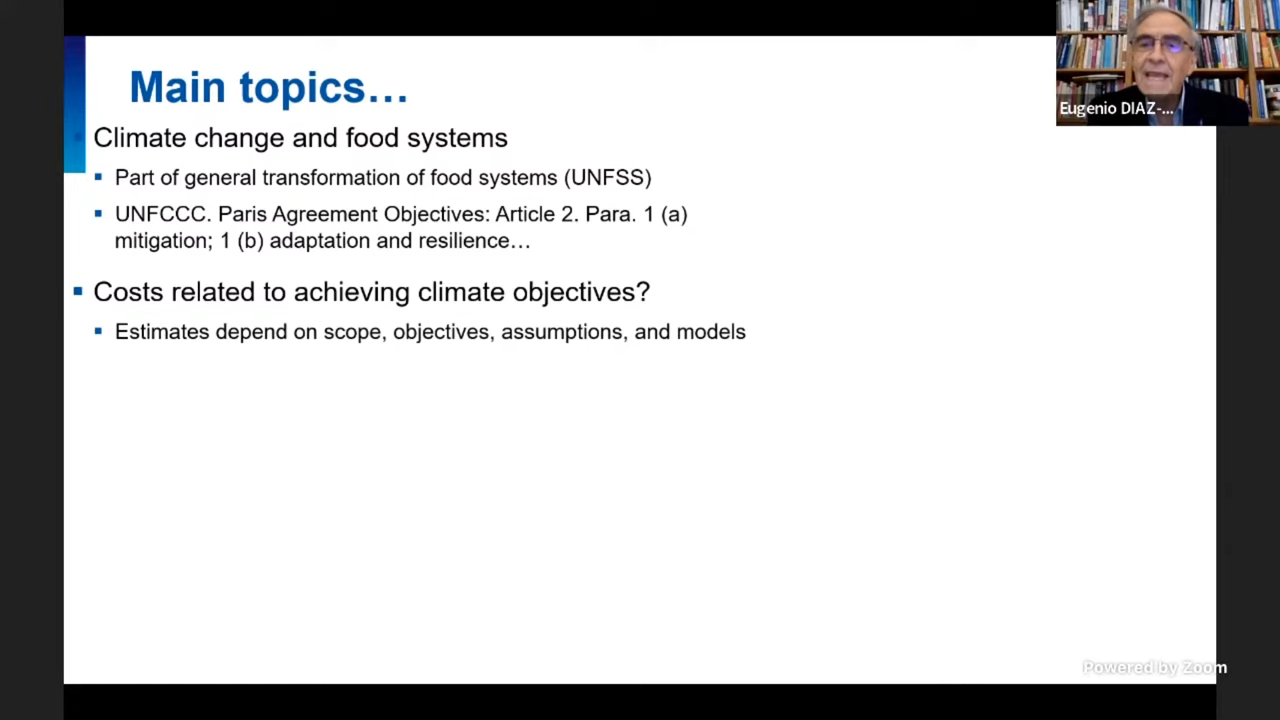 Main topics…
Climate change and food systems
Part of general transformation of food systems (UNFSS)
UNFCCC. Paris Agreement Objectives: Article 2. Para. 1 (a)
mitigation; 1 (b) adaptation and resilience…
Costs related to achieving climate objectives?
Estimates depend on scope, objectives, assumptions, and models
Eugenio DIAZ-...
Powered by Zoom